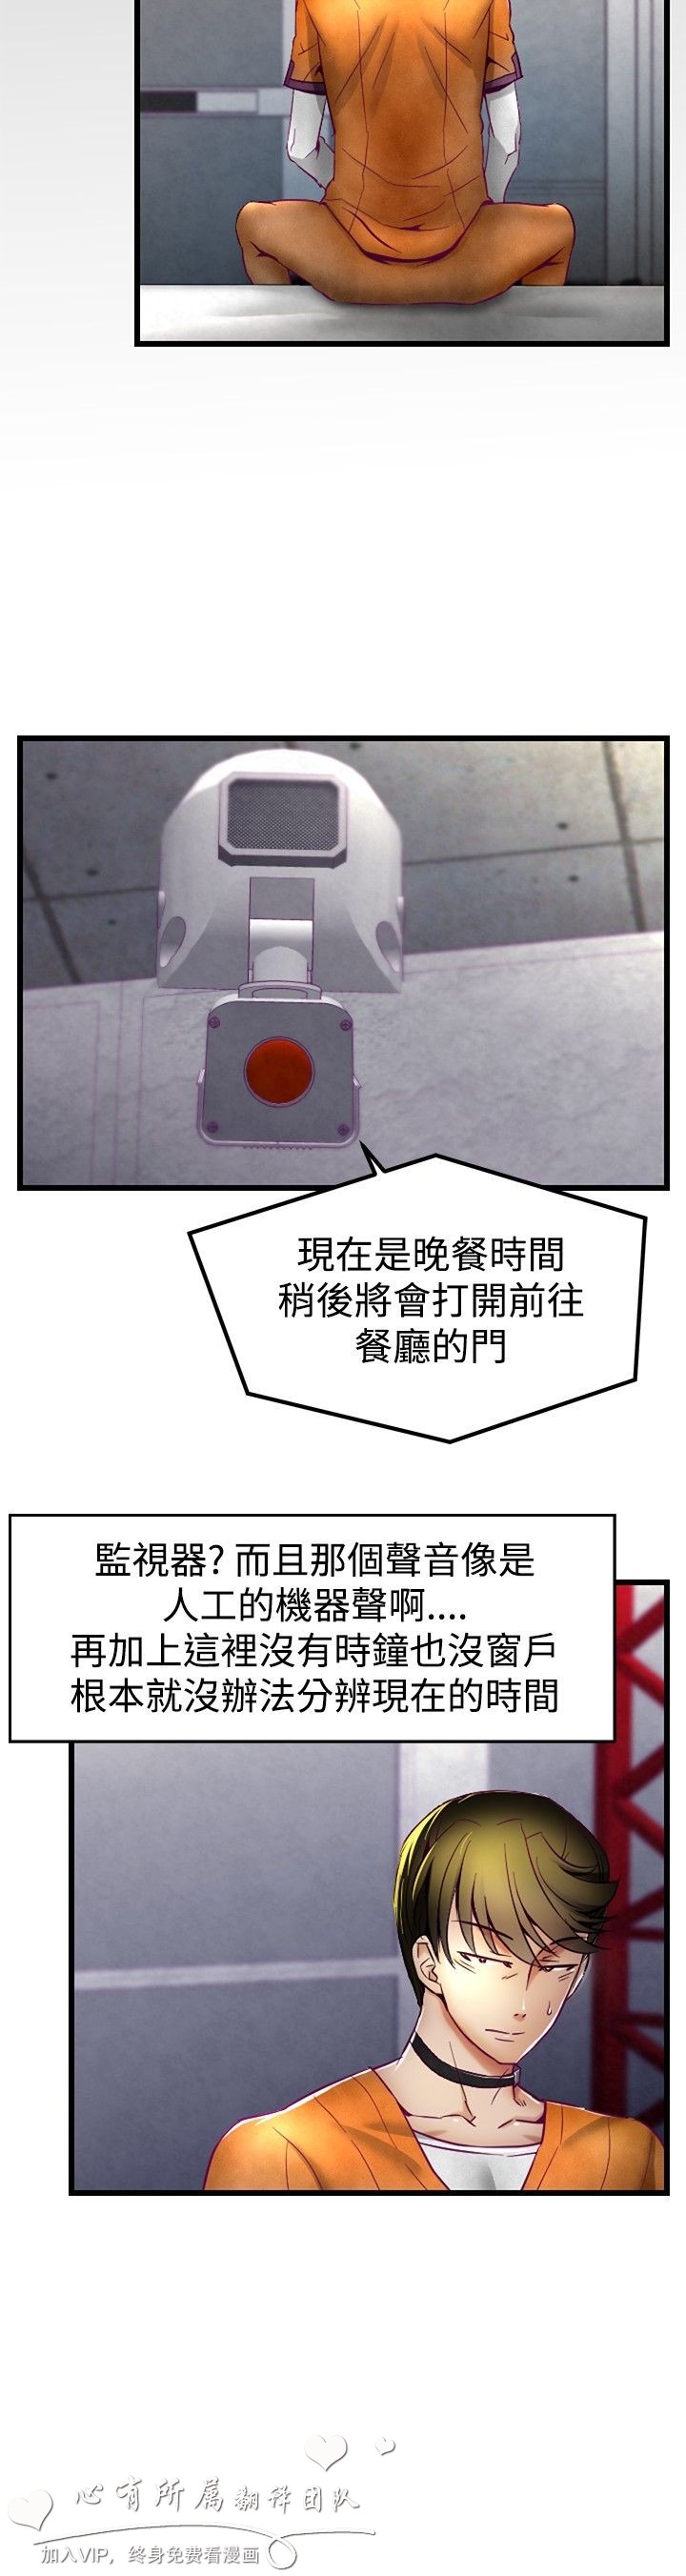 現在是晚餐時間
稍後將會打開前往
餐廳的門
監視器?而且那個聲音像是
人工的機器聲啊....
再加上這裡沒有時鐘也沒窗戶
根本就沒辦法分辨現在的時間
心有所属翻译团队
加入VIP，终身免费看漫画